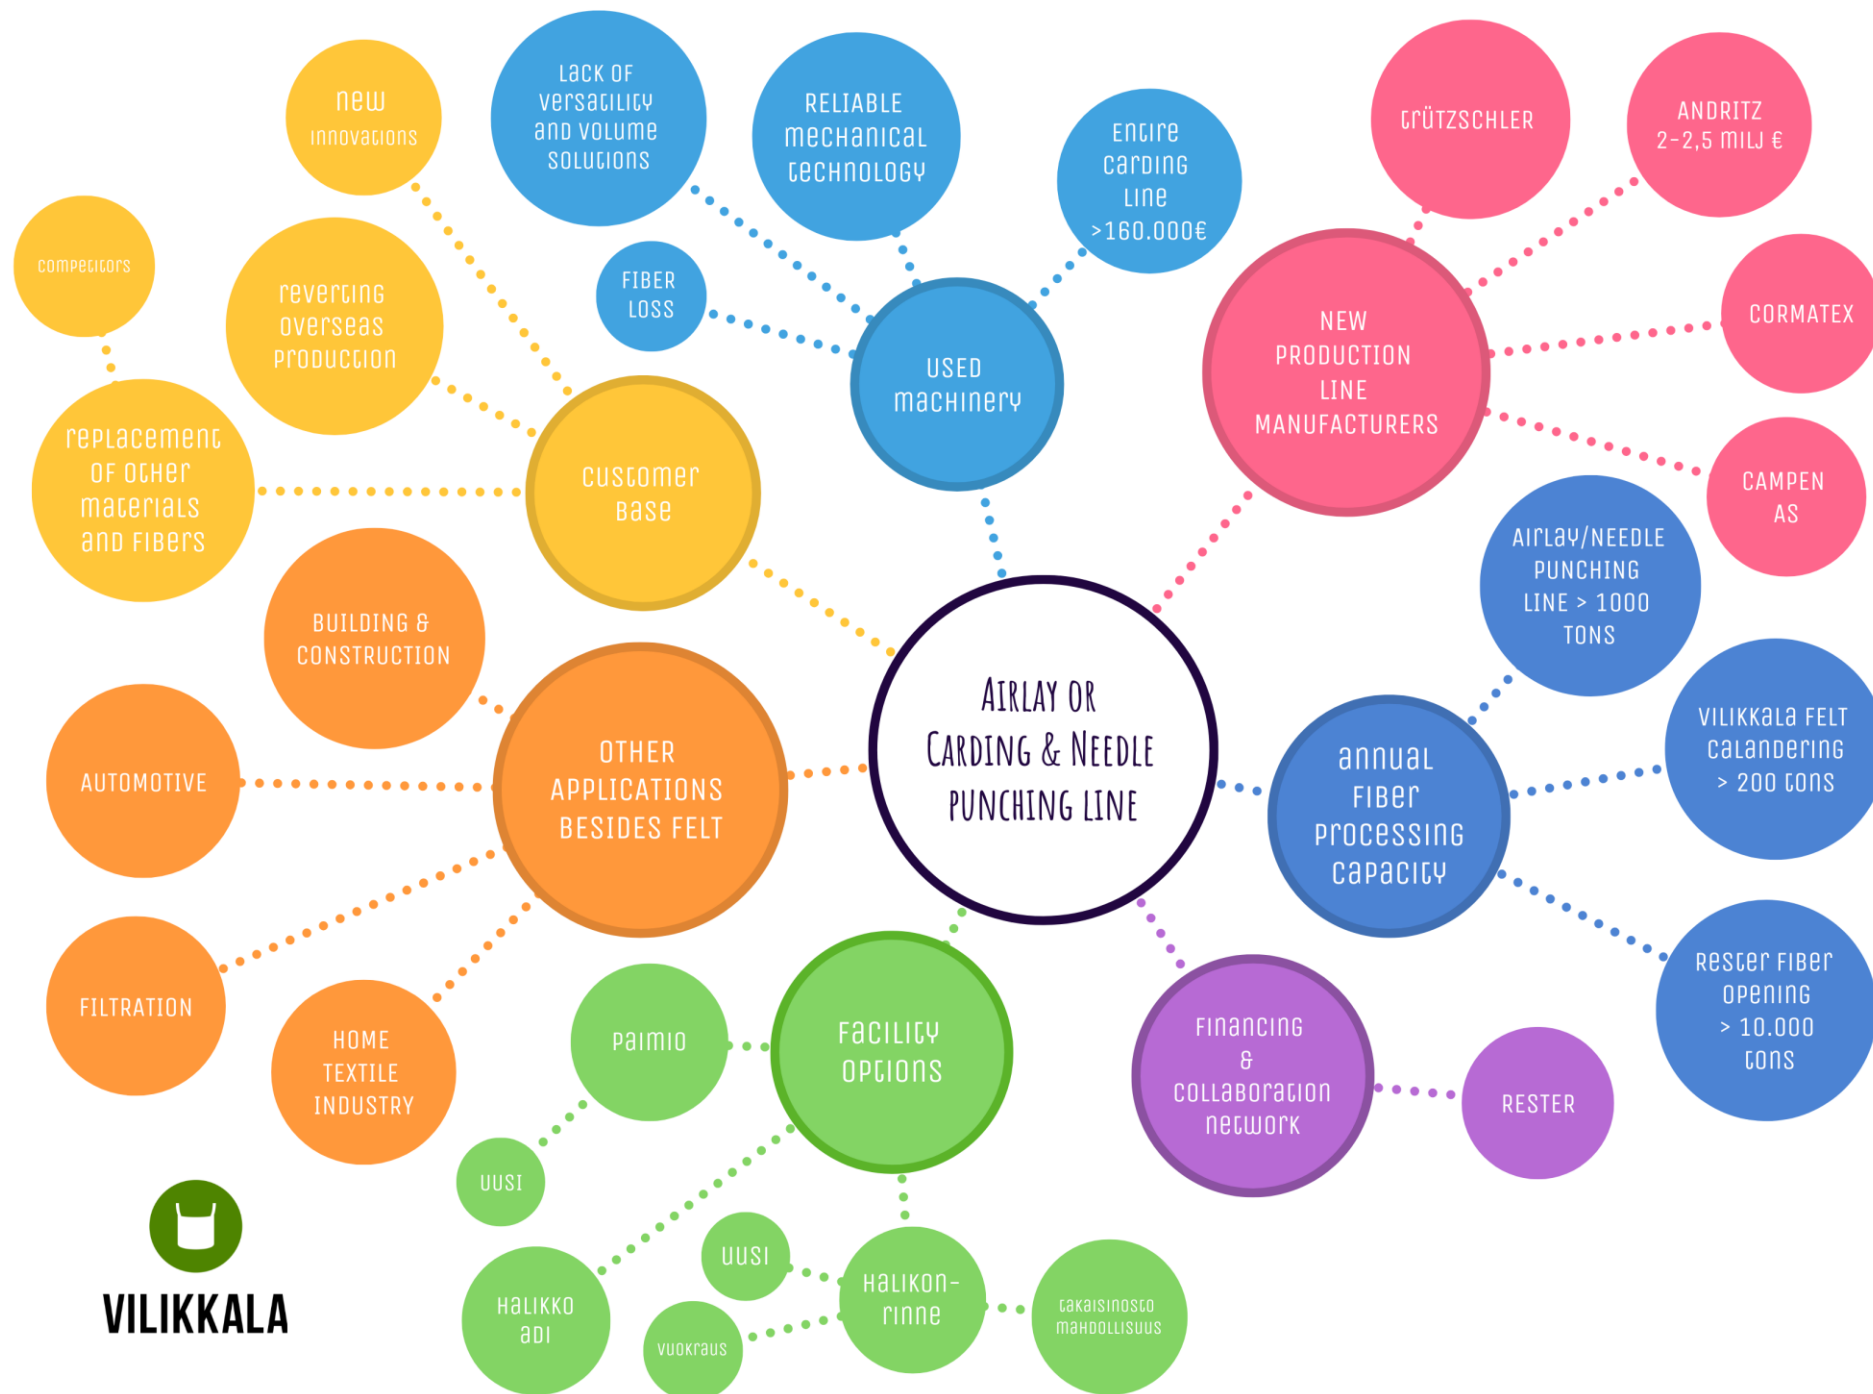 new
innovations
competitors
reverting
overseas
production
replacement
of other
materials
and fibers
customer
base
Lack of
versatility
and volume
solutions
RELIABLE
mechanical
technology
Entire
carding
line
>160.000€
FIBER
LOSS
USED
machinery
trützschler
ANDRITZ
2-2,5 milj €
CORMATEX
CAMPEN
AS
NEW
PRODUCTION
LINE
MANUFACTURERS
BUILDING &
CONSTRUCTION
AUTOMOTIVE
FILTRATION
HOME
TEXTILE
INDUSTRY
OTHER
APPLICATIONS
BESIDES FELT
AIRLAY OR
CARDING & NEEDLE
PUNCHING LINE
Airlay/NEEDLE
PUNCHING
LINE > 1000
TONS
VILIKKala FELT
calandering
> 200 tons
Rester Fiber
opening
> 10.000
tons
annual
fiber
processing
capacity
Financing
&
collaboration
network
RESTER
Facility
options
Paimio
uusi
Halikko
ADI
uusi
vuokraus
Halikon-
rinne
takaisinosto
mahdollisuus
VILIKKALA